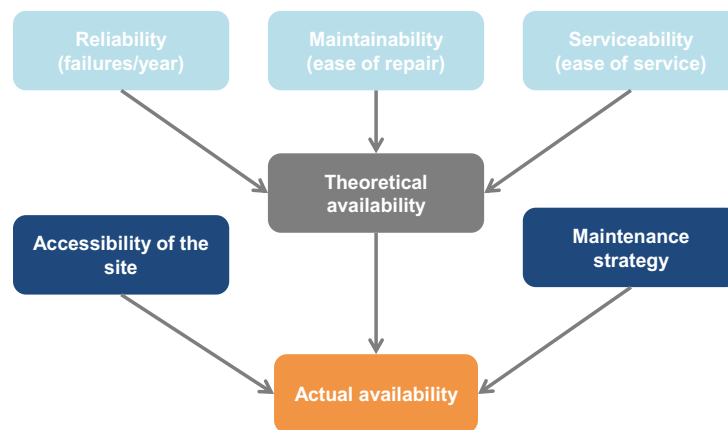 Reliability
(failures/year)
Maintainability
(ease of repair)
Serviceability
(ease of service)
Theoretical
availability
Accessibility of the
site
Maintenance
strategy
Actual availability